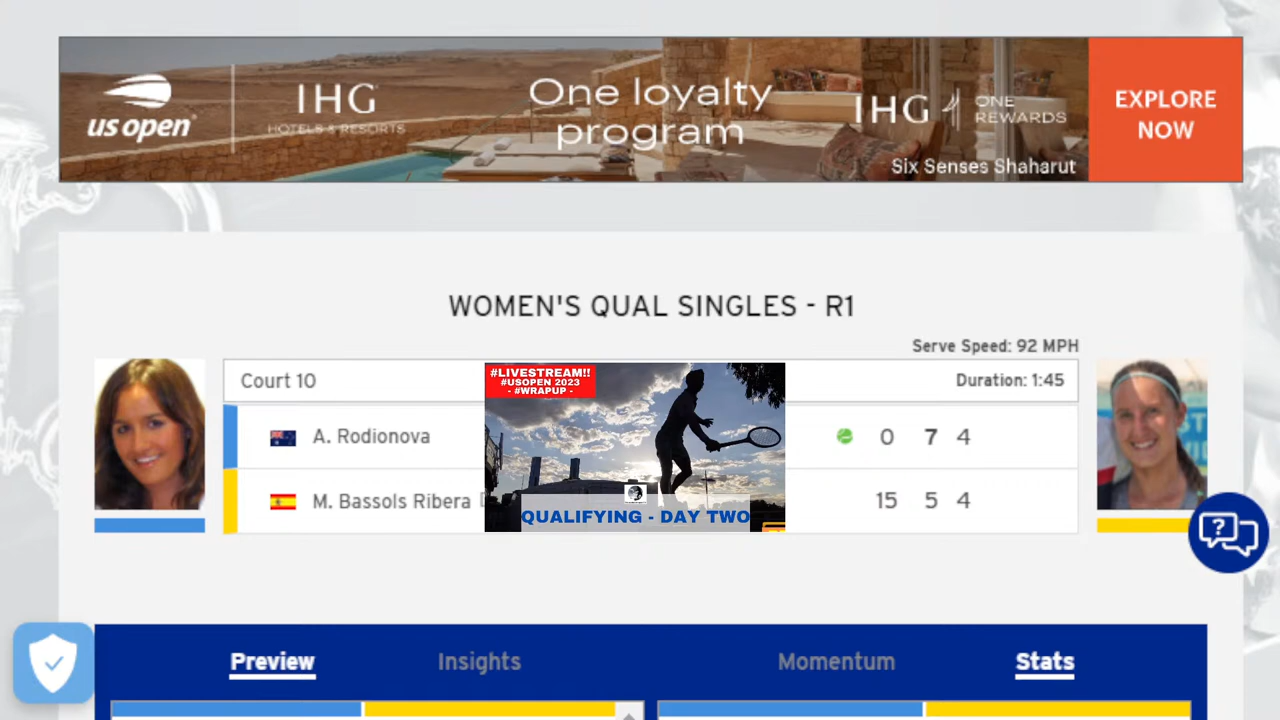 us open
IHG
HOTELS & RESORTS
One loyalty
program
IHG
ONE
REWARDS
Six Senses Shaharut
EXPLORE
NOW
WOMEN'S QUAL SINGLES - R1
Serve Speed: 92 MPH
Court 10
Duration: 1:45
#LIVESTREAM!!
#USOPEN 2023
- #WRAPUP -
A. Rodionova
0 7 4
M. Bassols Ribera
15 5 4
QUALIFYING - DAY TWO
Preview
Insights
Momentum
Stats